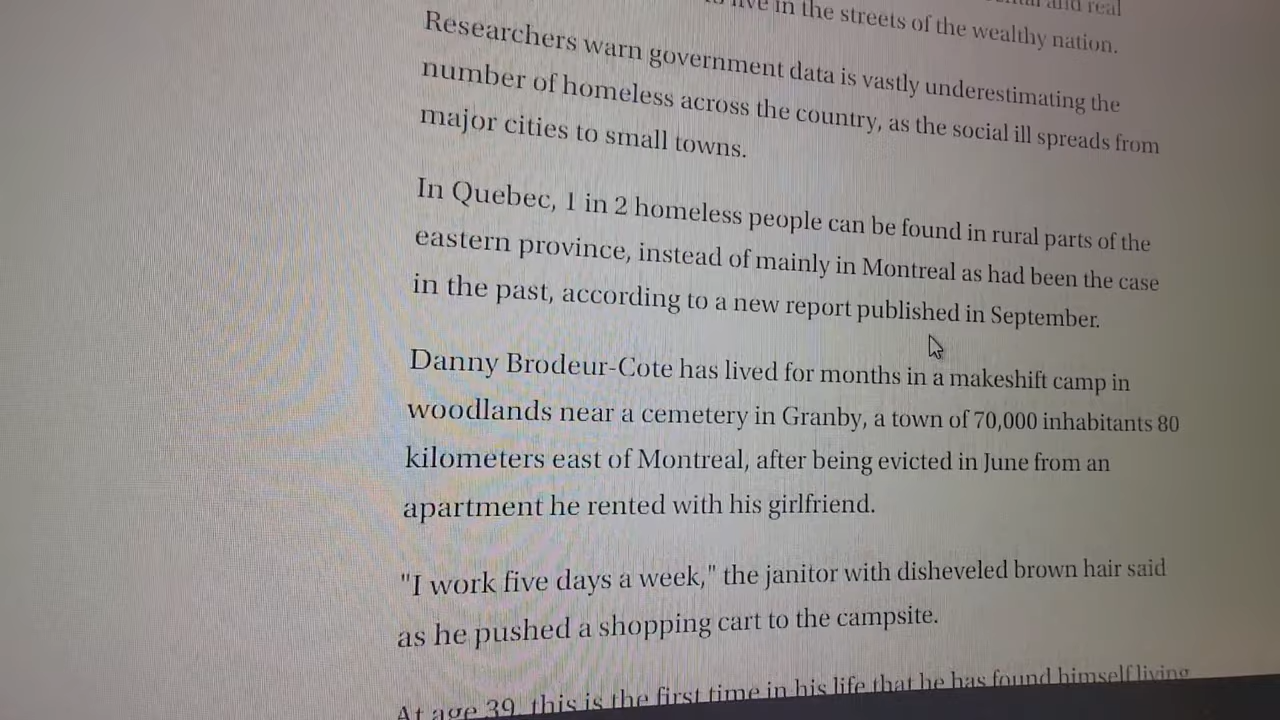 and real
live in the streets of the wealthy nation.
Researchers warn government data is vastly underestimating the
number of homeless across the country, as the social ill spreads from
major cities to small towns.
In Quebec, 1 in 2 homeless people can be found in rural parts of the
eastern province, instead of mainly in Montreal as had been the case
in the past, according to a new report published in September.
Danny Brodeur-Cote has lived for months in a makeshift camp in
woodlands near a cemetery in Granby, a town of 70,000 inhabitants 80
kilometers east of Montreal, after being evicted in June from an
apartment he rented with his girlfriend.
"I work five days a week," the janitor with disheveled brown hair said
as he pushed a shopping cart to the campsite.
At age 39, this is the first time in his life that he has found himself living